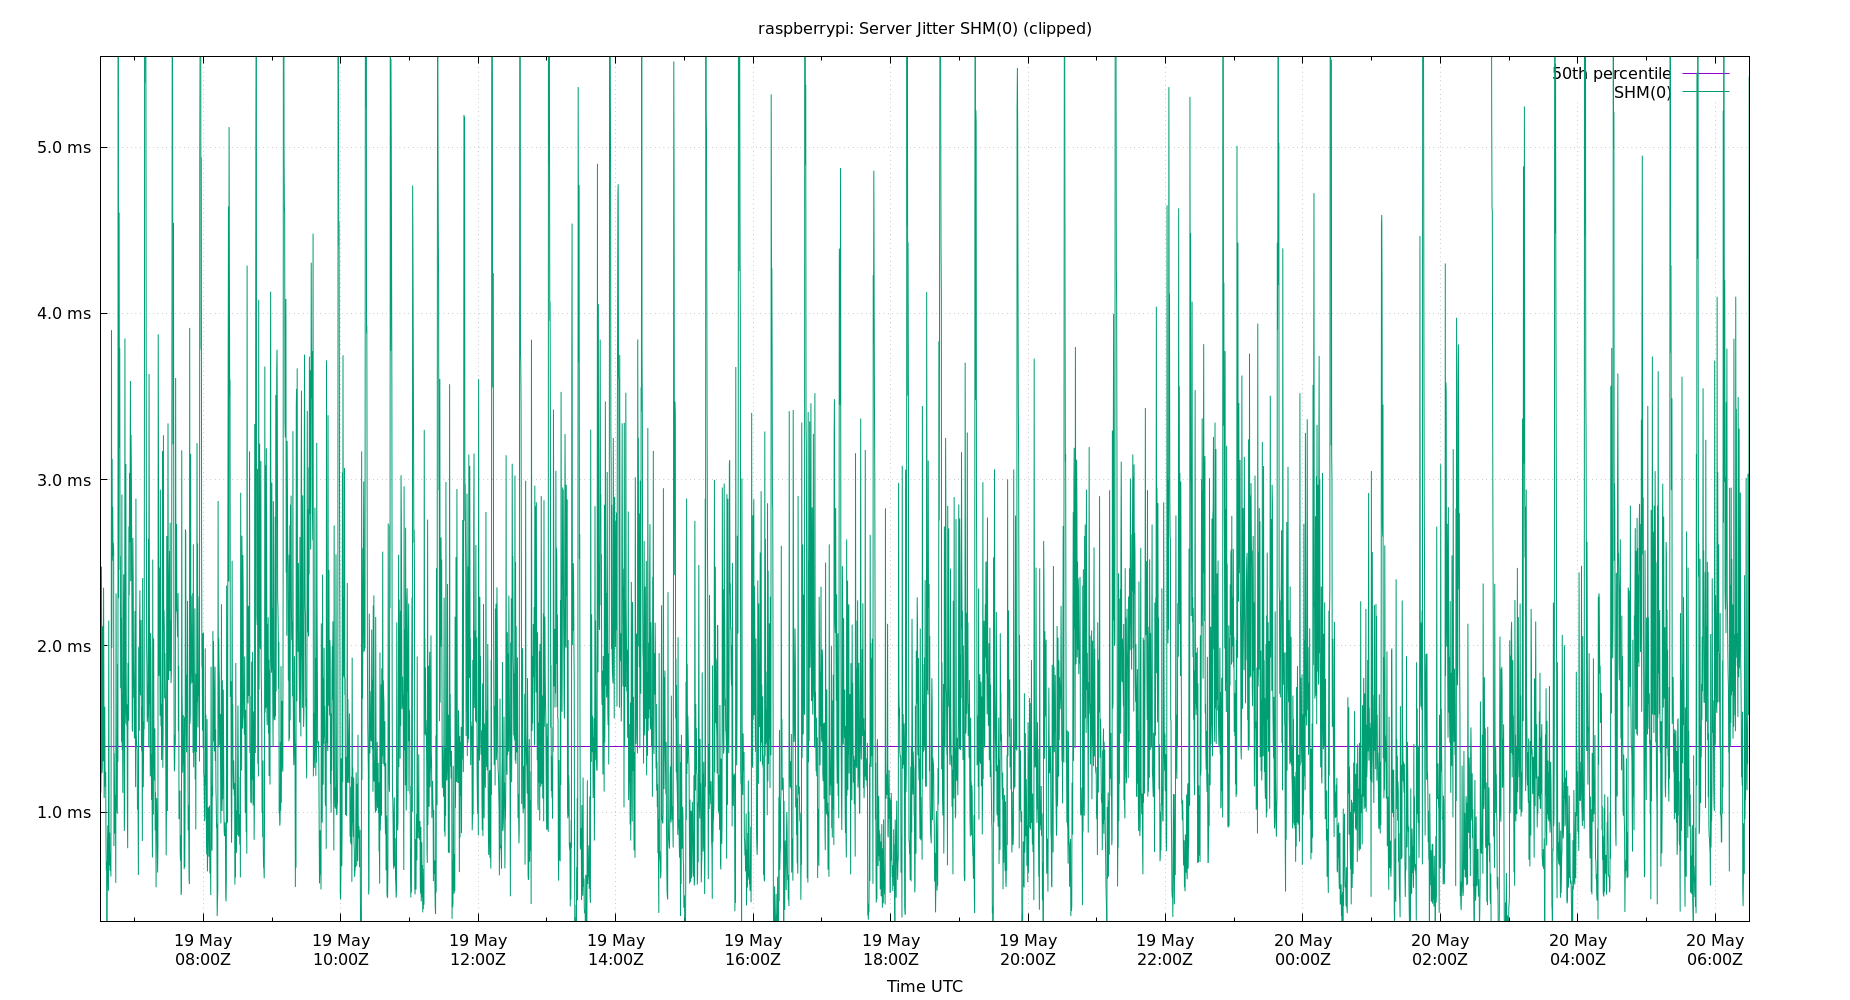 raspberrypi: Server Jitter SHM(0) (clipped)
50th percentile
SHM(0)
5.0 ms
4.0 ms
3.0 ms
2.0 ms
1.0 ms
19 May 19 May 19 May 19 May 19 May 19 May 19 May 19 May 20 May 20 May 20 May 20 May
08:00Z 10:00Z 12:00Z 14:00Z 16:00Z 18:00Z 20:00Z 22:00Z 00:00Z 02:00Z 04:00Z 06:00Z
Time UTC